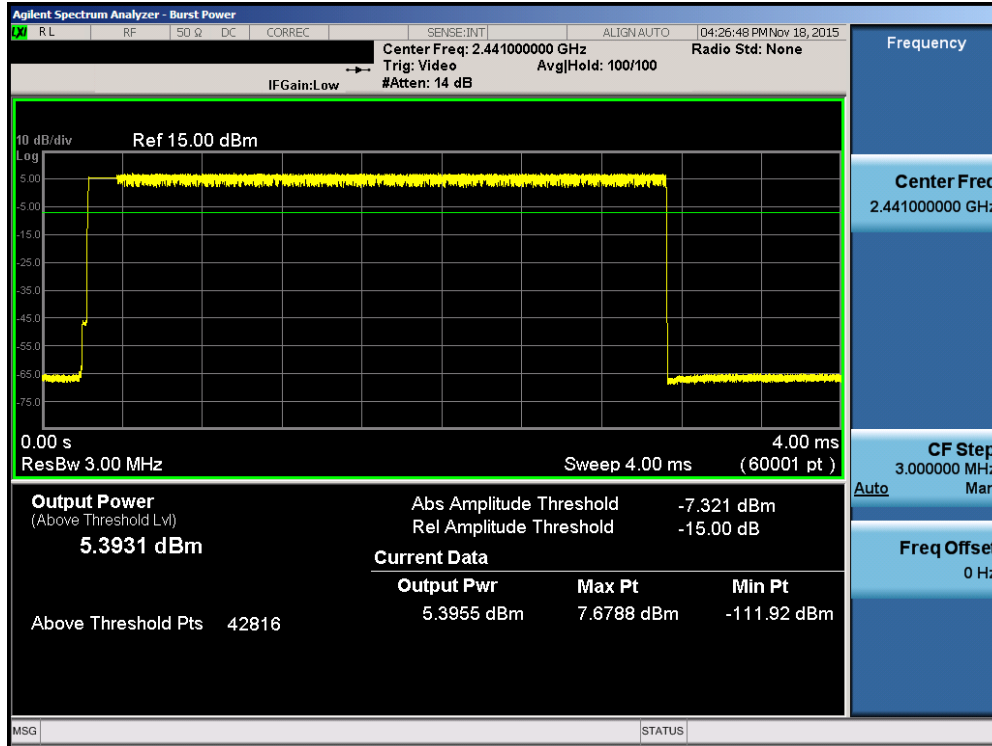 Agilent Spectrum Analyzer - Burst Power
LXI RL RF 50 Ω DC CORREC SENSE:INT ALIGN AUTO 04:26:48 PM Nov 18, 2015
Center Freq: 2.441000000 GHz Radio Std: None
Trig: Video Avg|Hold: 100/100
IFGain:Low #Atten: 14 dB
10 dB/div Ref 15.00 dBm
Log
5.00
-5.00
-15.0
-25.0
-35.0
-45.0
-55.0
-65.0
-75.0
0.00 s 4.00 ms
ResBw 3.00 MHz Sweep 4.00 ms (60001 pt)
Output Power
(Above Threshold Lvl)
5.3931 dBm
Above Threshold Pts 42816
Abs Amplitude Threshold -7.321 dBm
Rel Amplitude Threshold -15.00 dB
Current Data
Output Pwr Max Pt Min Pt
5.3955 dBm 7.6788 dBm -111.92 dBm
Frequency
Center Freq
2.441000000 GHz
CF Step
3.000000 MHz
Auto Man
Freq Offset
0 Hz
MSG STATUS